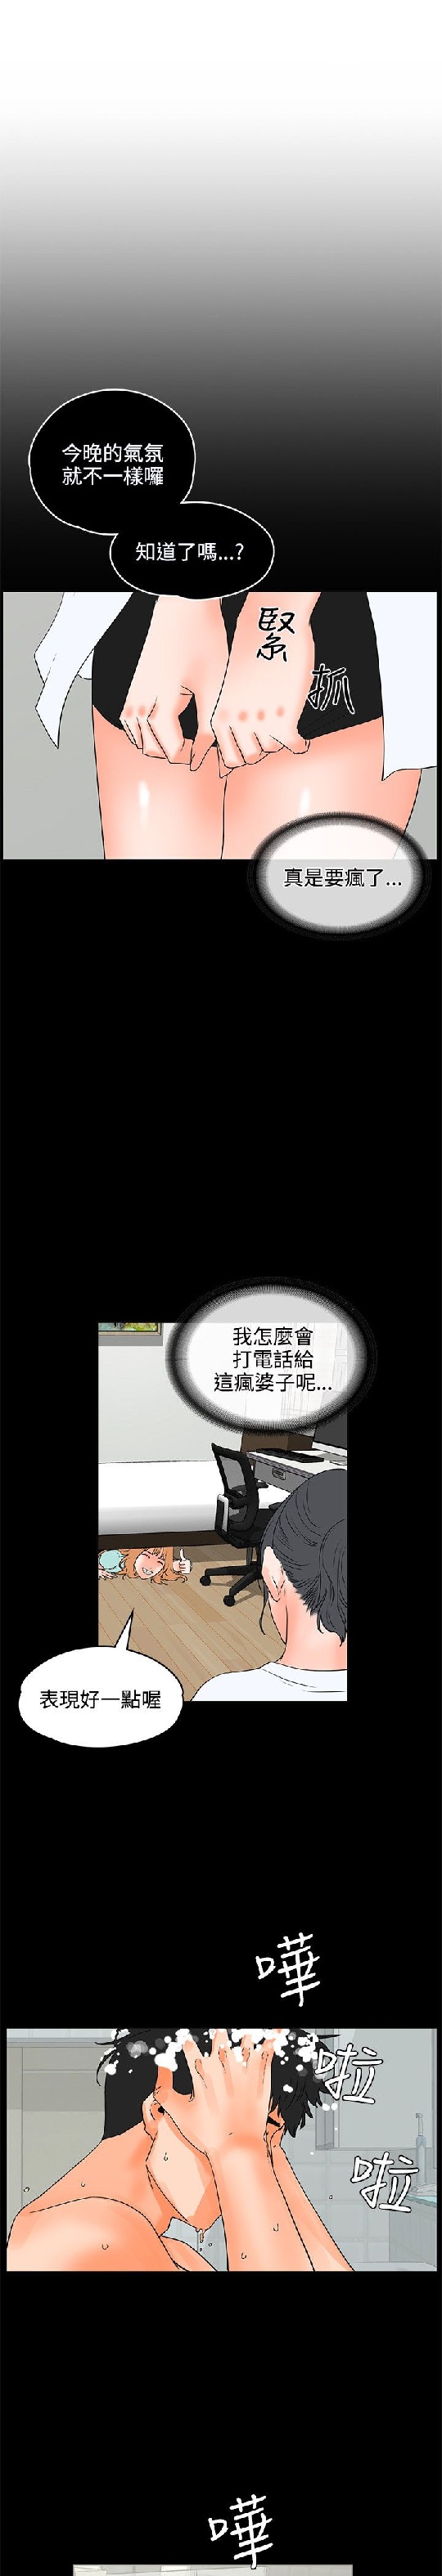 今晚的氣氛
就不一樣囉
知道了嗎...?
緊
抓
真是要瘋了...
我怎麼會
打電話給
這瘋婆子呢...
表現好一點喔
嘩
啦
啦
嘩